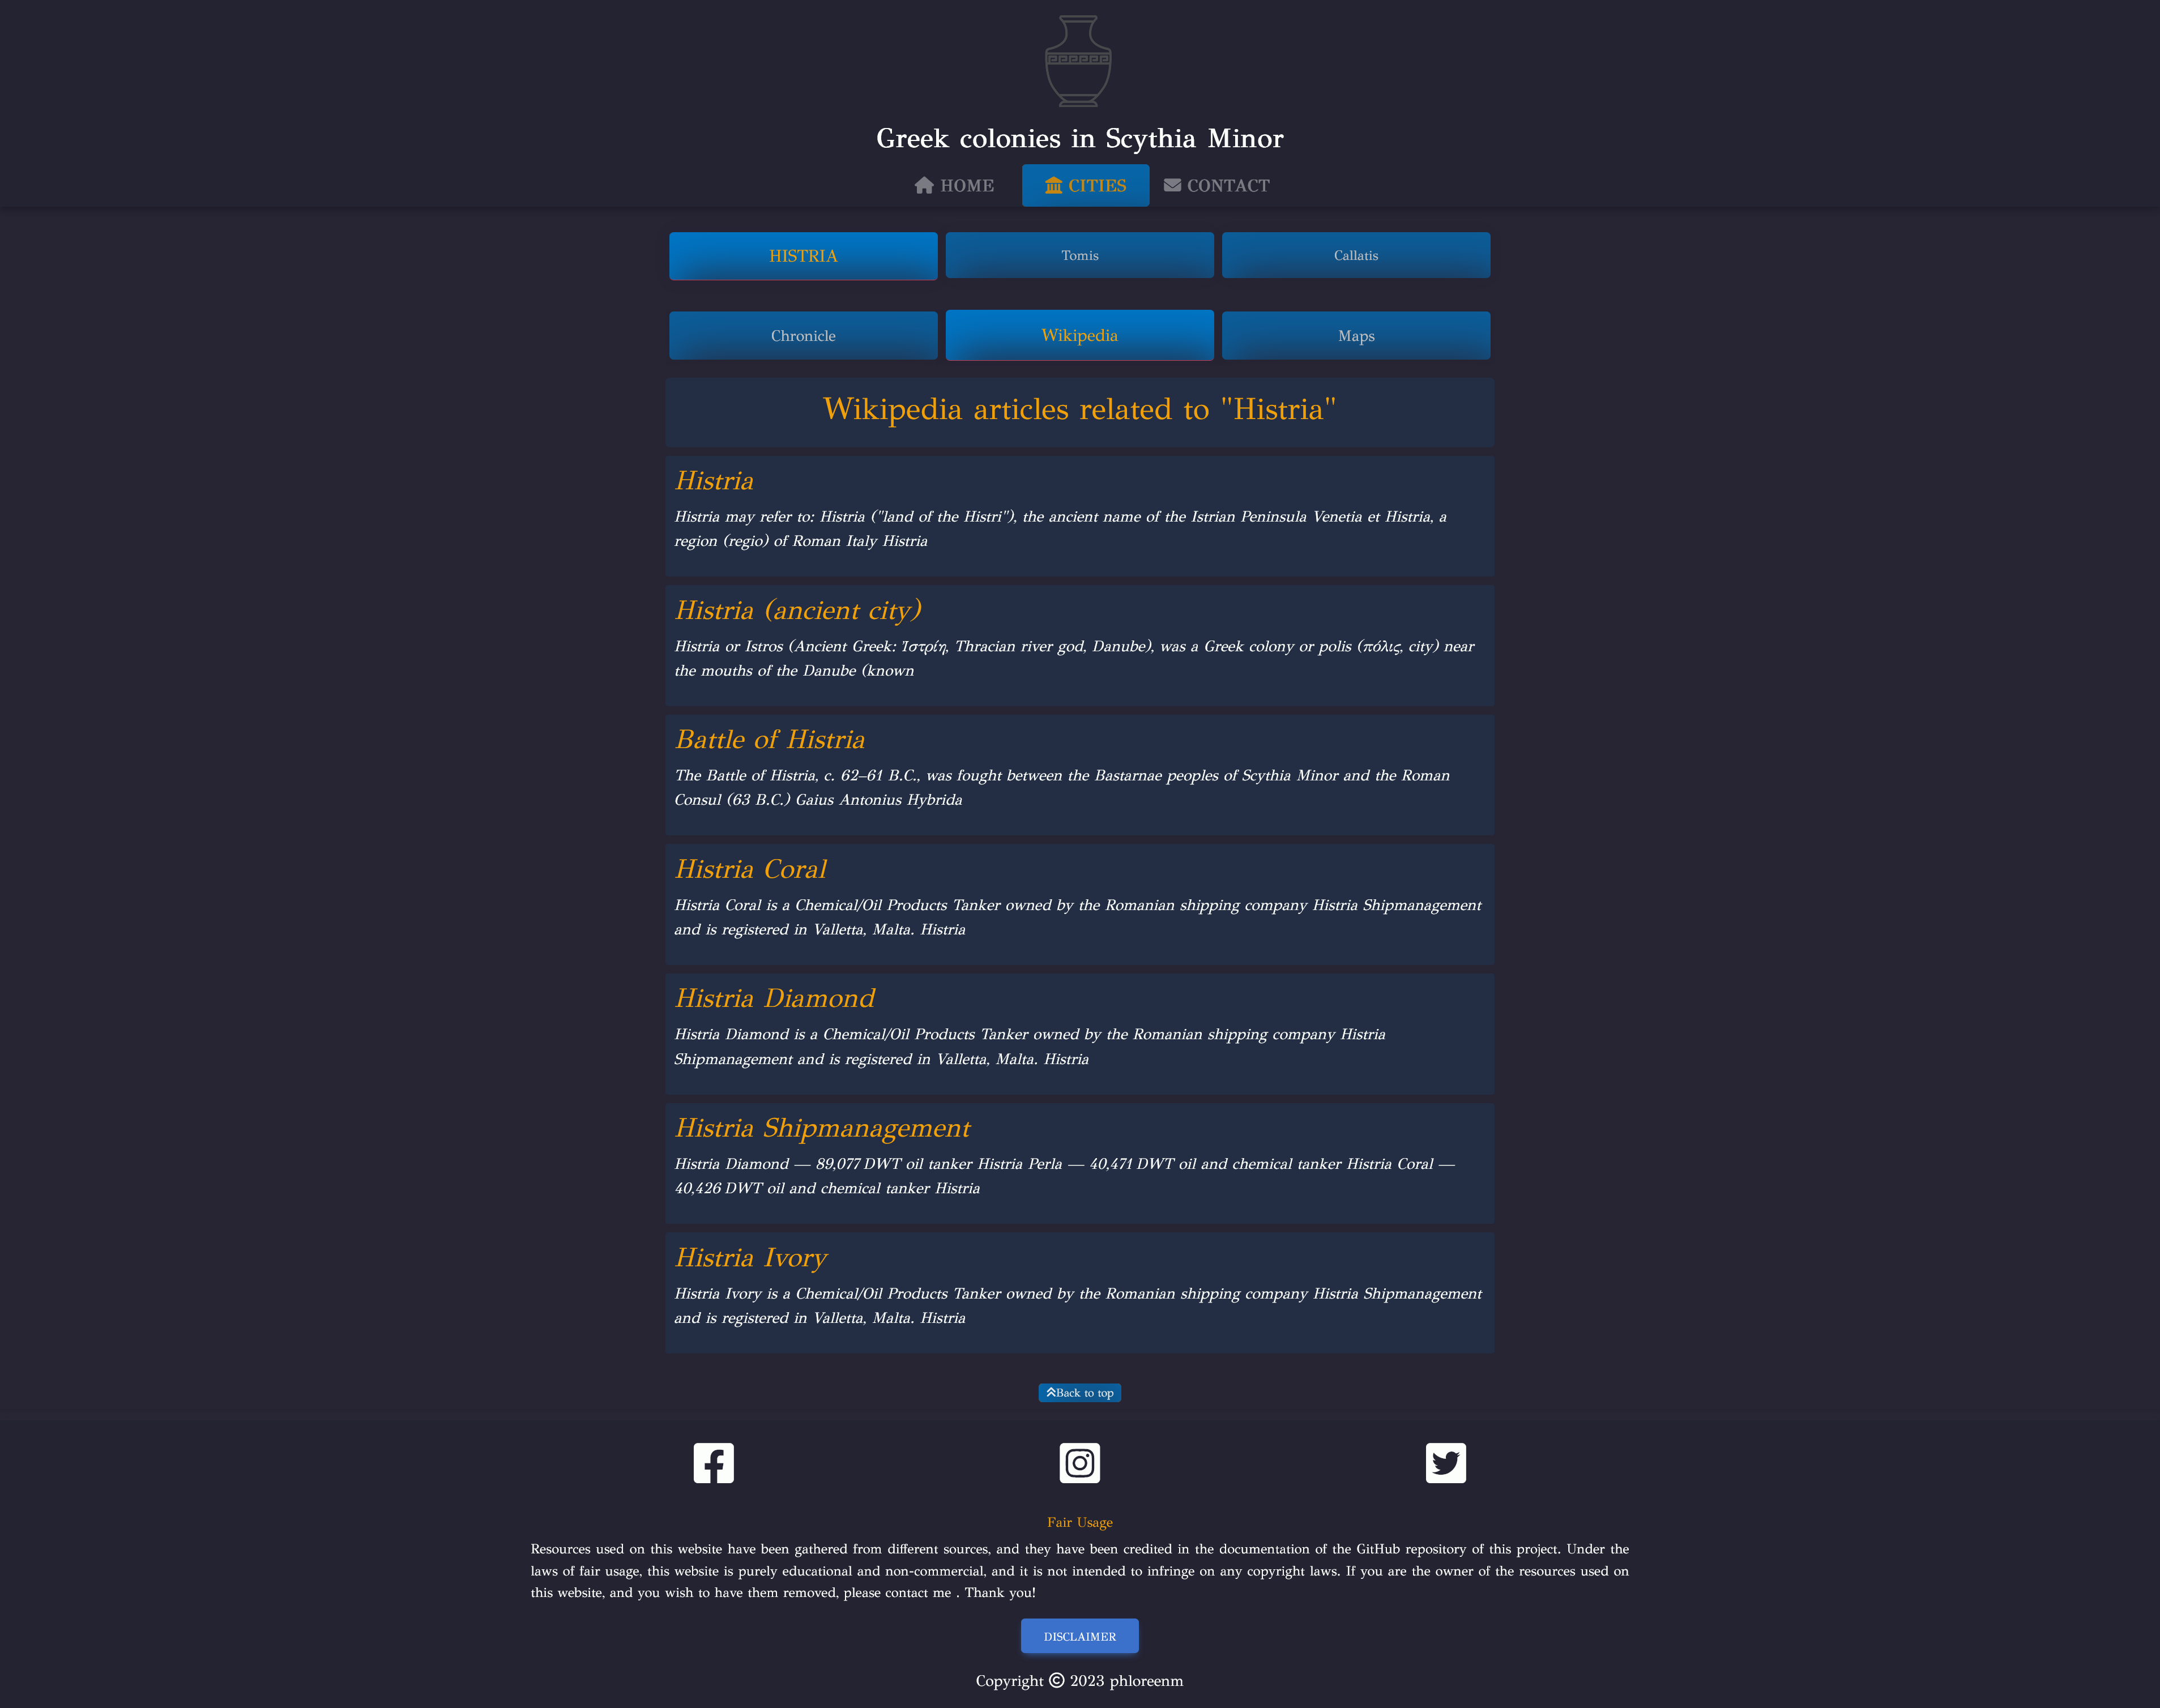 Greek colonies in Scythia Minor
HOME CITIES CONTACT
HISTRIA Tomis Callatis
Chronicle Wikipedia Maps
Wikipedia articles related to "Histria"
Histria
Histria may refer to: Histria ("land of the Histri"), the ancient name of the Istrian Peninsula Venetia et Histria, a
region (regio) of Roman Italy Histria
Histria (ancient city)
Histria or Istros (Ancient Greek: Ἰστρίη, Thracian river god, Danube), was a Greek colony or polis (πόλις, city) near
the mouths of the Danube (known
Battle of Histria
The Battle of Histria, c. 62–61 B.C., was fought between the Bastarnae peoples of Scythia Minor and the Roman
Consul (63 B.C.) Gaius Antonius Hybrida
Histria Coral
Histria Coral is a Chemical/Oil Products Tanker owned by the Romanian shipping company Histria Shipmanagement
and is registered in Valletta, Malta. Histria
Histria Diamond
Histria Diamond is a Chemical/Oil Products Tanker owned by the Romanian shipping company Histria
Shipmanagement and is registered in Valletta, Malta. Histria
Histria Shipmanagement
Histria Diamond — 89,077 DWT oil tanker Histria Perla — 40,471 DWT oil and chemical tanker Histria Coral —
40,426 DWT oil and chemical tanker Histria
Histria Ivory
Histria Ivory is a Chemical/Oil Products Tanker owned by the Romanian shipping company Histria Shipmanagement
and is registered in Valletta, Malta. Histria
Back to top
Fair Usage
Resources used on this website have been gathered from different sources, and they have been credited in the documentation of the GitHub repository of this project. Under the
laws of fair usage, this website is purely educational and non-commercial, and it is not intended to infringe on any copyright laws. If you are the owner of the resources used on
this website, and you wish to have them removed, please contact me . Thank you!
DISCLAIMER
Copyright © 2023 phloreenm